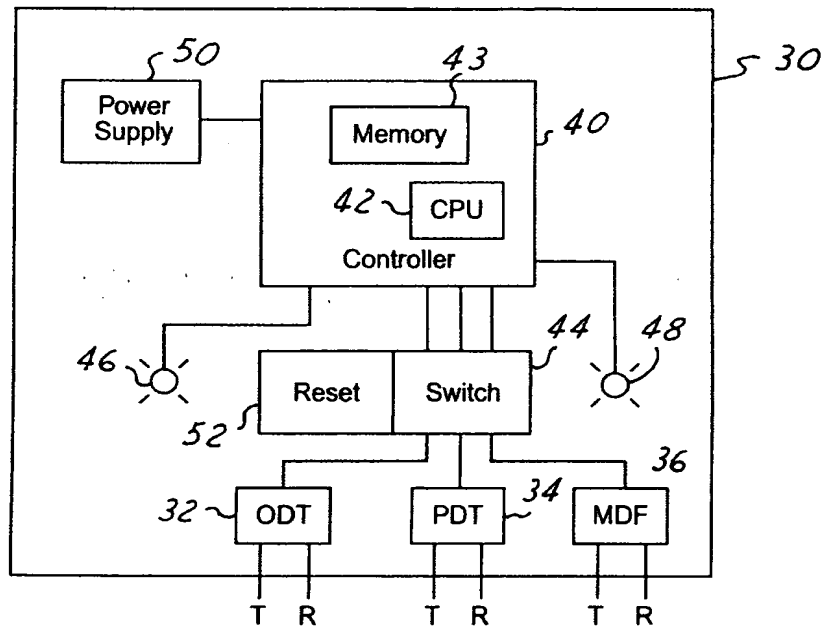 50
43
30
Power
Supply
Memory
40
42
CPU
Controller
44
46
48
Reset
Switch
52
36
32
ODT
34
PDT
MDF
T R
T R
T R